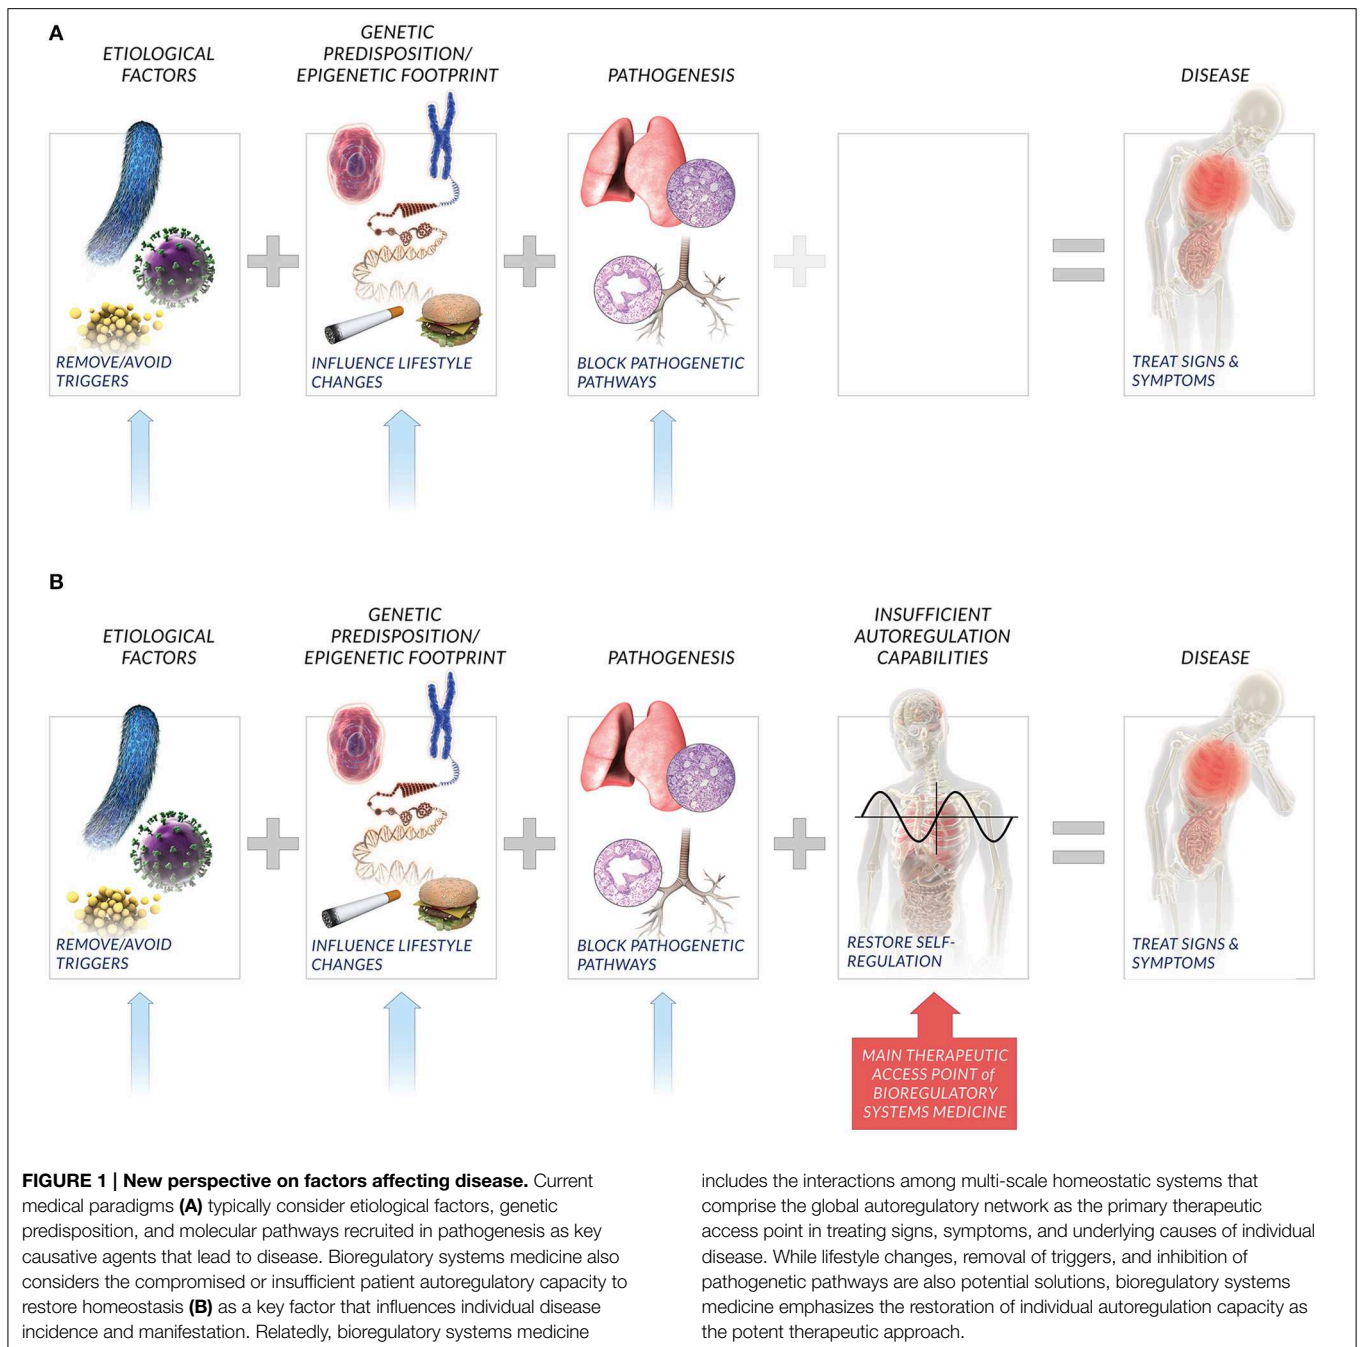 A
ETIOLOGICAL
FACTORS
GENETIC
PREDISPOSITION/
EPIGENETIC FOOTPRINT
PATHOGENESIS
DISEASE
REMOVE/AVOID
TRIGGERS
INFLUENCE LIFESTYLE
CHANGES
BLOCK PATHOGENETIC
PATHWAYS
TREAT SIGNS &
SYMPTOMS
B
ETIOLOGICAL
FACTORS
GENETIC
PREDISPOSITION/
EPIGENETIC FOOTPRINT
PATHOGENESIS
INSUFFICIENT
AUTOREGULATION
CAPABILITIES
DISEASE
REMOVE/AVOID
TRIGGERS
INFLUENCE LIFESTYLE
CHANGES
BLOCK PATHOGENETIC
PATHWAYS
RESTORE SELF-
REGULATION
TREAT SIGNS &
SYMPTOMS
MAIN THERAPEUTIC
ACCESS POINT of
BIOREGULATORY
SYSTEMS MEDICINE
FIGURE 1 | New perspective on factors affecting disease. Current
medical paradigms (A) typically consider etiological factors, genetic
predisposition, and molecular pathways recruited in pathogenesis as key
causative agents that lead to disease. Bioregulatory systems medicine also
considers the compromised or insufficient patient autoregulatory capacity to
restore homeostasis (B) as a key factor that influences individual disease
incidence and manifestation. Relatedly, bioregulatory systems medicine
includes the interactions among multi-scale homeostatic systems that
comprise the global autoregulatory network as the primary therapeutic
access point in treating signs, symptoms, and underlying causes of individual
disease. While lifestyle changes, removal of triggers, and inhibition of
pathogenetic pathways are also potential solutions, bioregulatory systems
medicine emphasizes the restoration of individual autoregulation capacity as
the potent therapeutic approach.